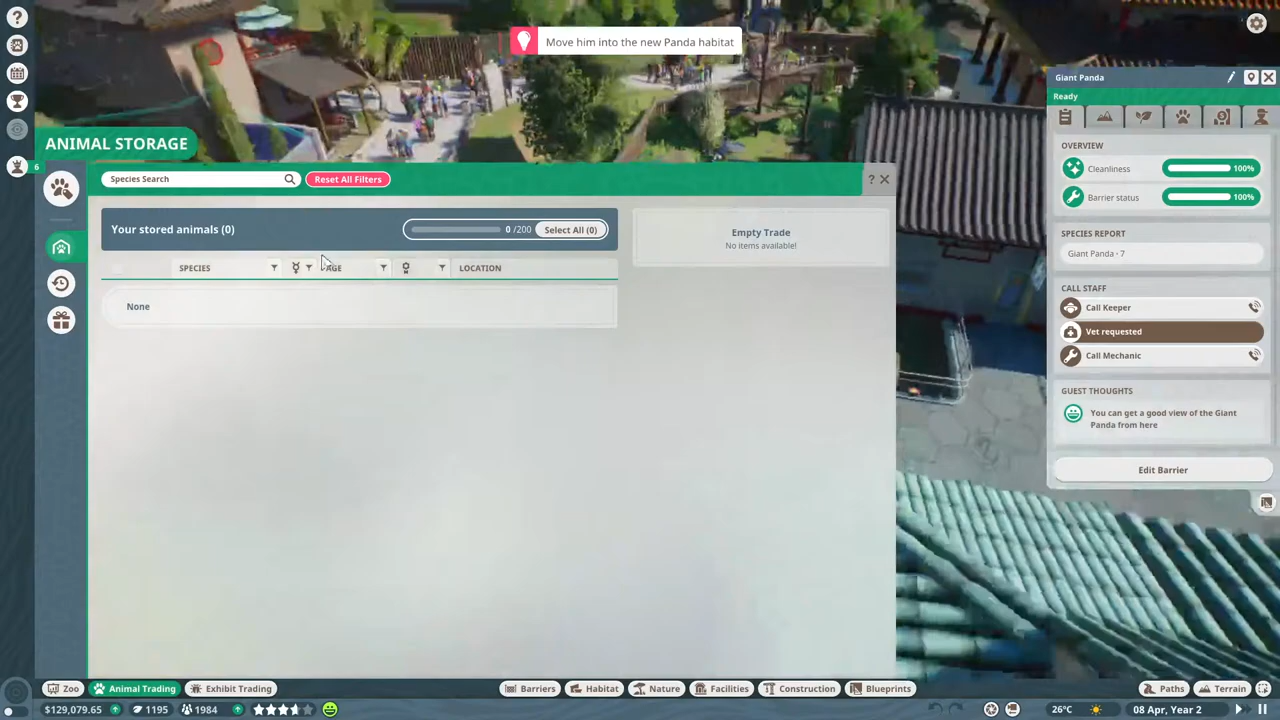 Move him into the new Panda habitat
Giant Panda
Ready
ANIMAL STORAGE
6
Species Search
Reset All Filters
?
Your stored animals (0)
0 /200
Select All (0)
Empty Trade
No items available!
SPECIES
AGE
LOCATION
None
OVERVIEW
Cleanliness
100%
Barrier status
100%
SPECIES REPORT
Giant Panda · 7
CALL STAFF
Call Keeper
Vet requested
Call Mechanic
GUEST THOUGHTS
You can get a good view of the Giant
Panda from here
Edit Barrier
Zoo
Animal Trading
Exhibit Trading
Barriers
Habitat
Nature
Facilities
Construction
Blueprints
Paths
Terrain
$129,079.65
1195
1984
26°C
08 Apr, Year 2